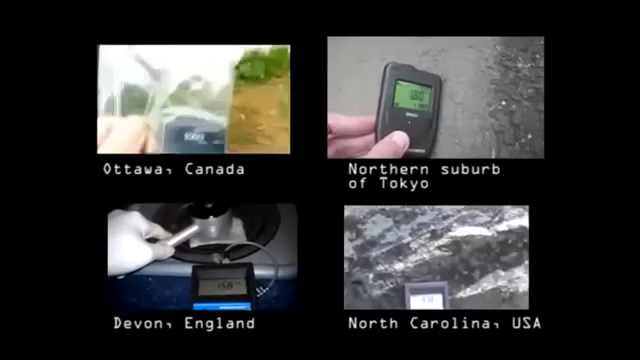 Ottawa, Canada
Northern suburb
of Tokyo
Devon, England
North Carolina, USA